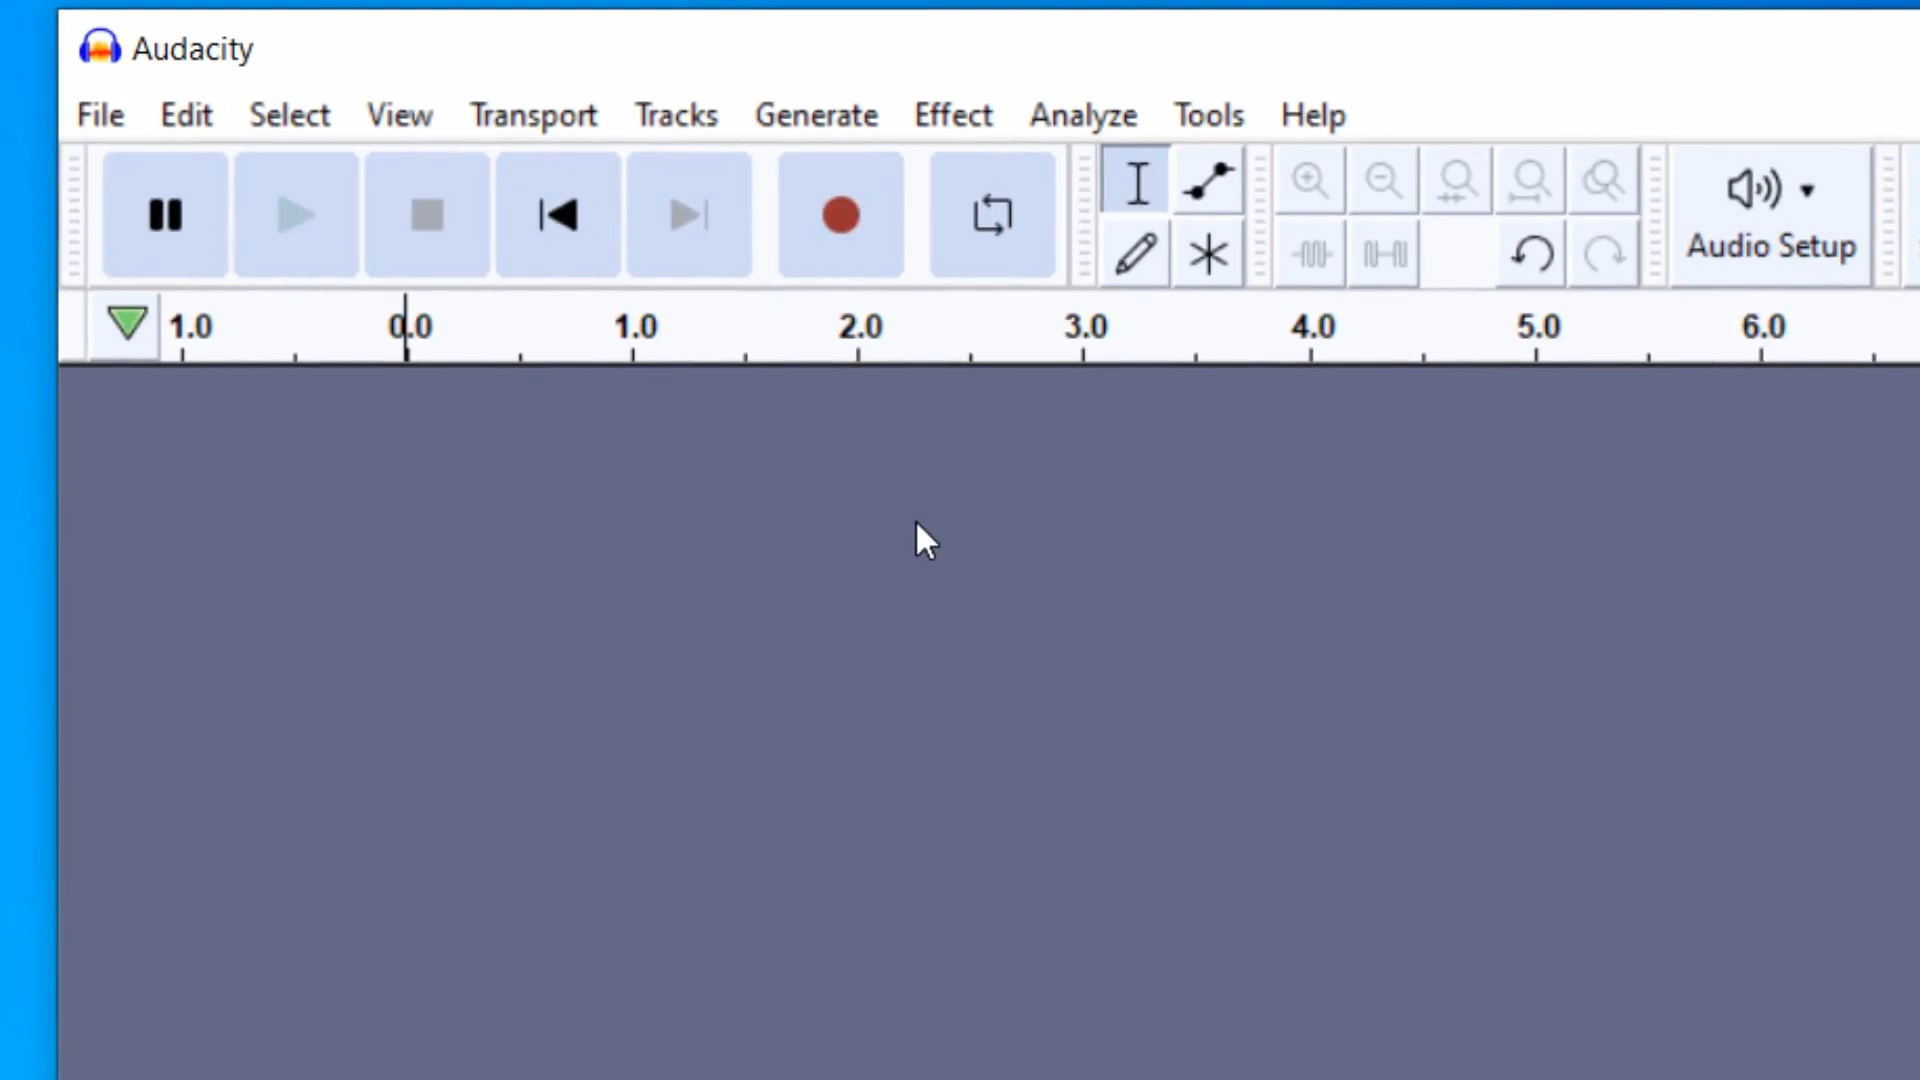 Audacity
File Edit Select View Transport Tracks Generate Effect Analyze Tools Help
Audio Setup
1.0 0.0 1.0 2.0 3.0 4.0 5.0 6.0